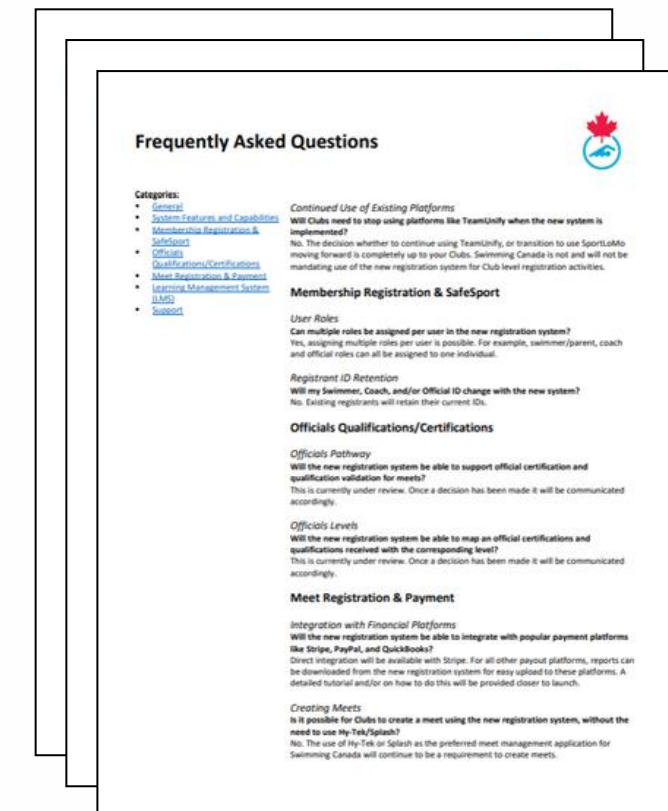 Frequently Asked Questions
Categories:
• General
• System Features and Capabilities
• Membership Registration &
SafeSport
• Officials
Qualifications/Certifications
• Meet Registration & Payment
• Learning Management System
(LMS)
• Support
Continued Use of Existing Platforms
Will Clubs need to stop using platforms like TeamUnify when the new system is
implemented?
No. The decision whether to continue using TeamUnify, or transition to use SportLoMo
moving forward is completely up to your Clubs. Swimming Canada is not and will not be
mandating use of the new registration system for Club level registration activities.
Membership Registration & SafeSport
User Roles
Can multiple roles be assigned per user in the new registration system?
Yes, assigning multiple roles per user is possible. For example, swimmer/parent, coach
and official roles can all be assigned to one individual.
Registrant ID Retention
Will my Swimmer, Coach, and/or Official ID change with the new system?
No. Existing registrants will retain their current IDs.
Officials Qualifications/Certifications
Officials Pathway
Will the new registration system be able to support official certification and
qualification validation for meets?
This is currently under review. Once a decision has been made it will be communicated
accordingly.
Officials Levels
Will the new registration system be able to map an official certifications and
qualifications received with the corresponding level?
This is currently under review. Once a decision has been made it will be communicated
accordingly.
Meet Registration & Payment
Integration with Financial Platforms
Will the new registration system be able to integrate with popular payment platforms
like Stripe, PayPal, and QuickBooks?
Direct integration will be available with Stripe. For all other payout platforms, reports can
be downloaded from the new registration system for easy upload to these platforms. A
detailed tutorial and/or on how to do this will be provided closer to launch.
Creating Meets
Is it possible for Clubs to create a meet using the new registration system, without the
need to use Hy-Tek/Splash?
No. The use of Hy-Tek or Splash as the preferred meet management application for
Swimming Canada will continue to be a requirement to create meets.